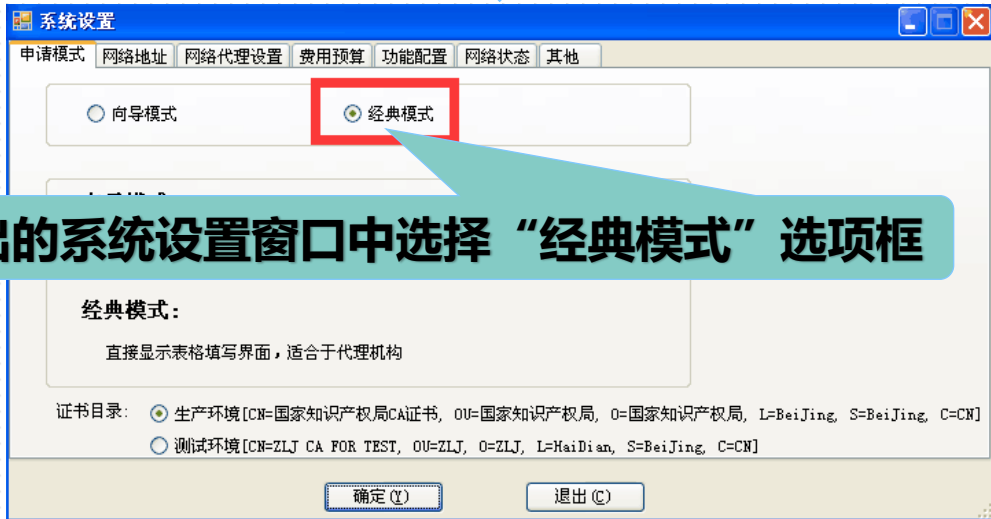 系统设置
申请模式 网络地址 网络代理设置 费用预算 功能配置 网络状态 其他
向导模式 经典模式
的系统设置窗口中选择“经典模式”选项框
经典模式：
直接显示表格填写界面，适合于代理机构
证书目录: 生产环境[CN=国家知识产权局CA证书, OU=国家知识产权局, O=国家知识产权局, L=BeiJing, S=BeiJing, C=CN]
测试环境[CN=ZLJ CA FOR TEST, OU=ZLJ, O=ZLJ, L=HaiDian, S=BeiJing, C=CN]
确定(Y) 退出(C)